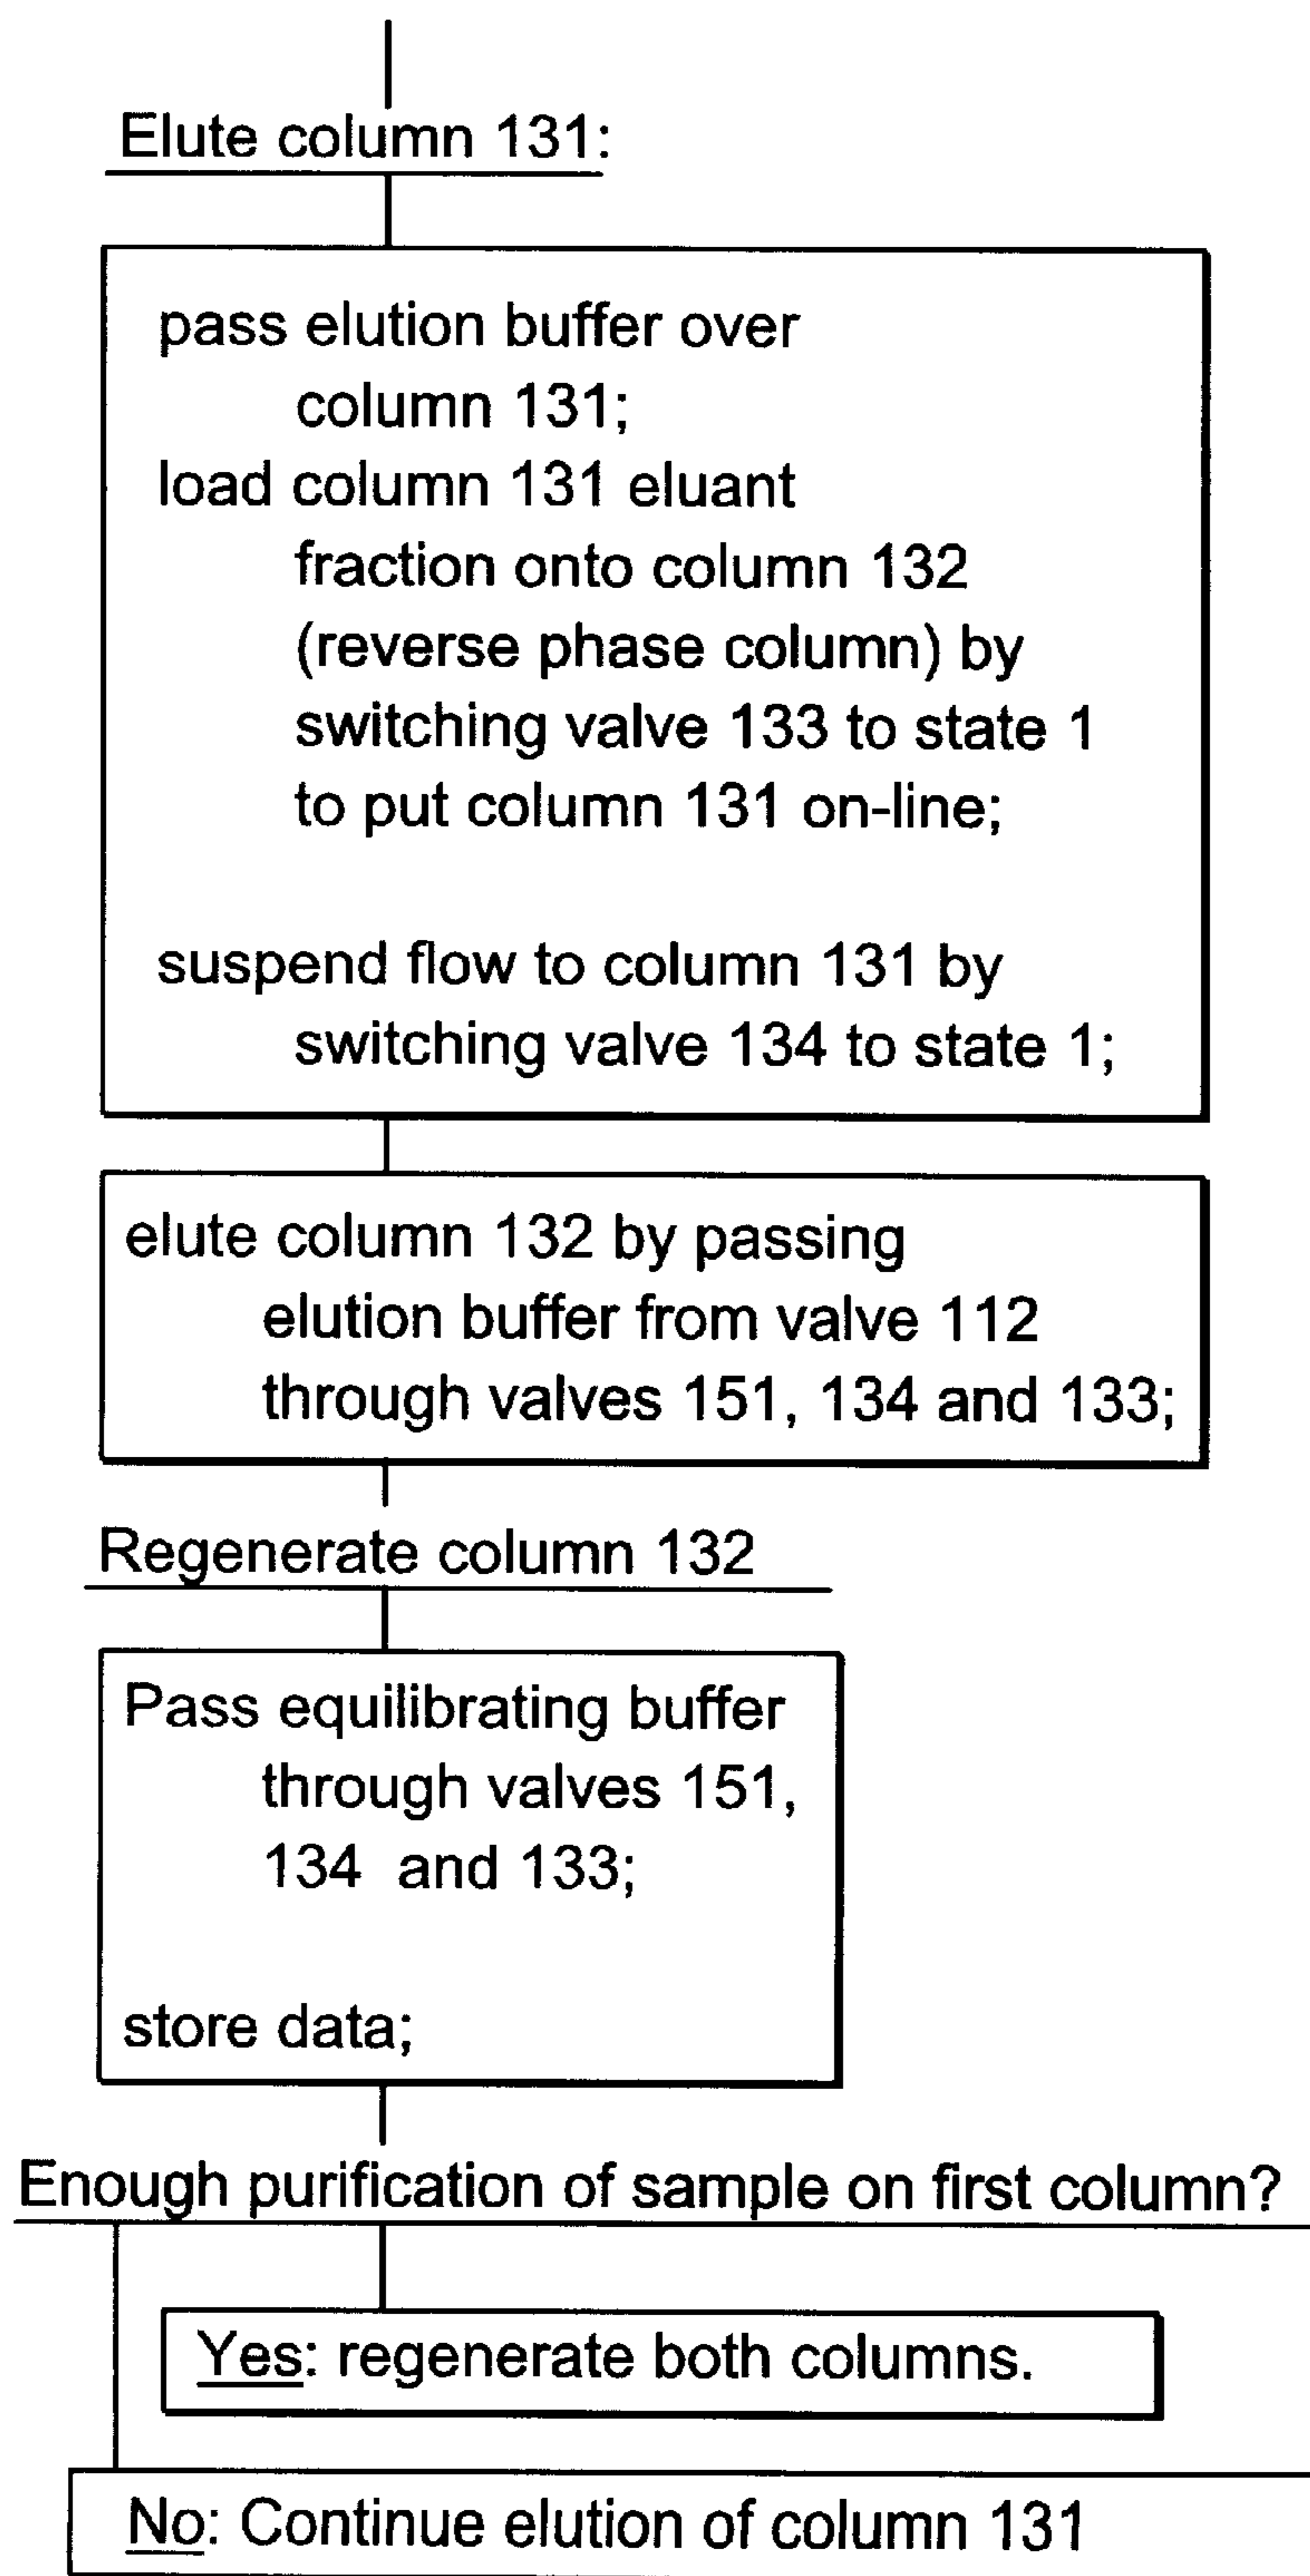 Elute column 131:
pass elution buffer over
column 131;
load column 131 eluant
fraction onto column 132
(reverse phase column) by
switching valve 133 to state 1
to put column 131 on-line;
suspend flow to column 131 by
switching valve 134 to state 1;
elute column 132 by passing
elution buffer from valve 112
through valves 151, 134 and 133;
Regenerate column 132
Pass equilibrating buffer
through valves 151,
134 and 133;
store data;
Enough purification of sample on first column?
Yes: regenerate both columns.
No: Continue elution of column 131